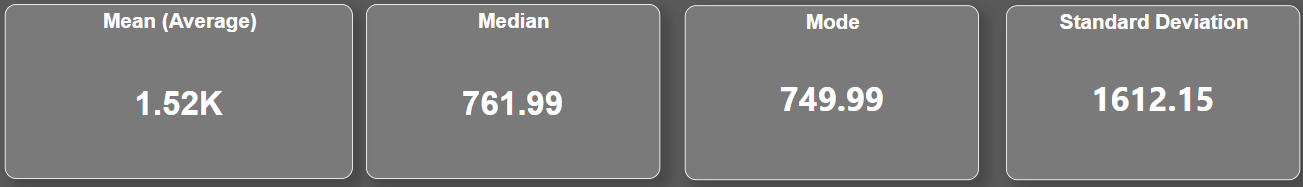 Mean (Average)
1.52K
Median
761.99
Mode
749.99
Standard Deviation
1612.15